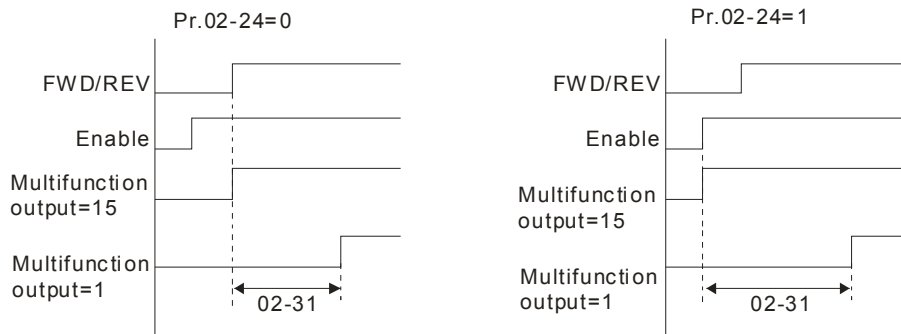 Pr.02-24=0
FWD/REV
Enable
Multifunction
output=15
Multifunction
output=1
02-31
Pr.02-24=1
FWD/REV
Enable
Multifunction
output=15
Multifunction
output=1
02-31